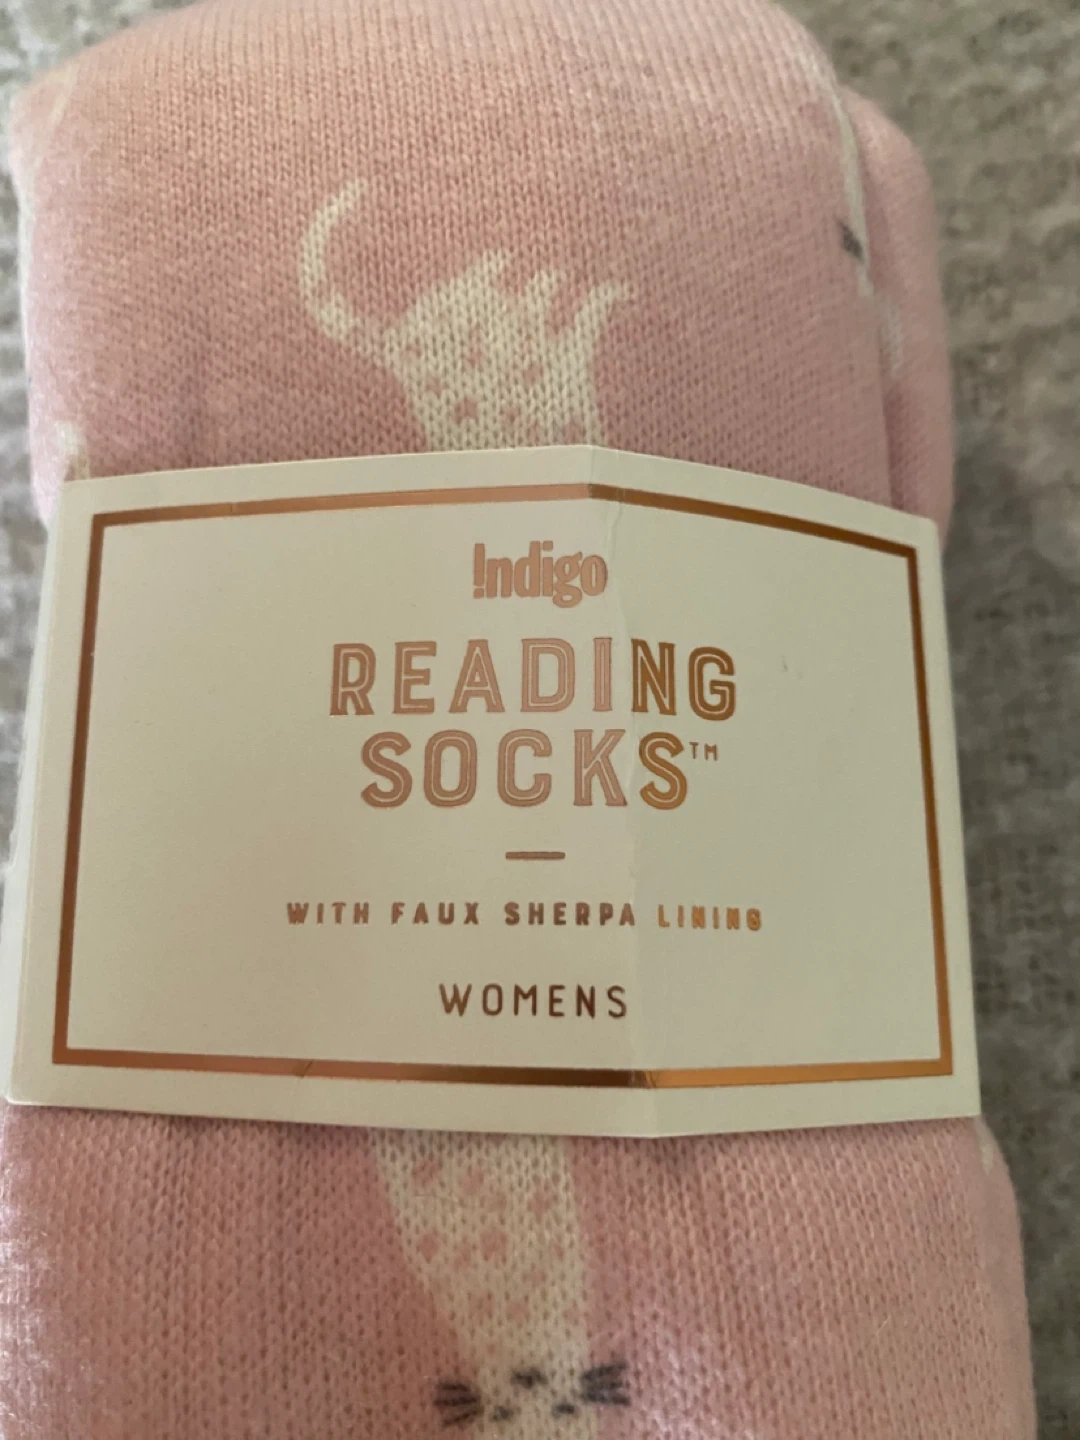 !ndigo
READING
SOCKS™
WITH FAUX SHERPA LINING
WOMENS